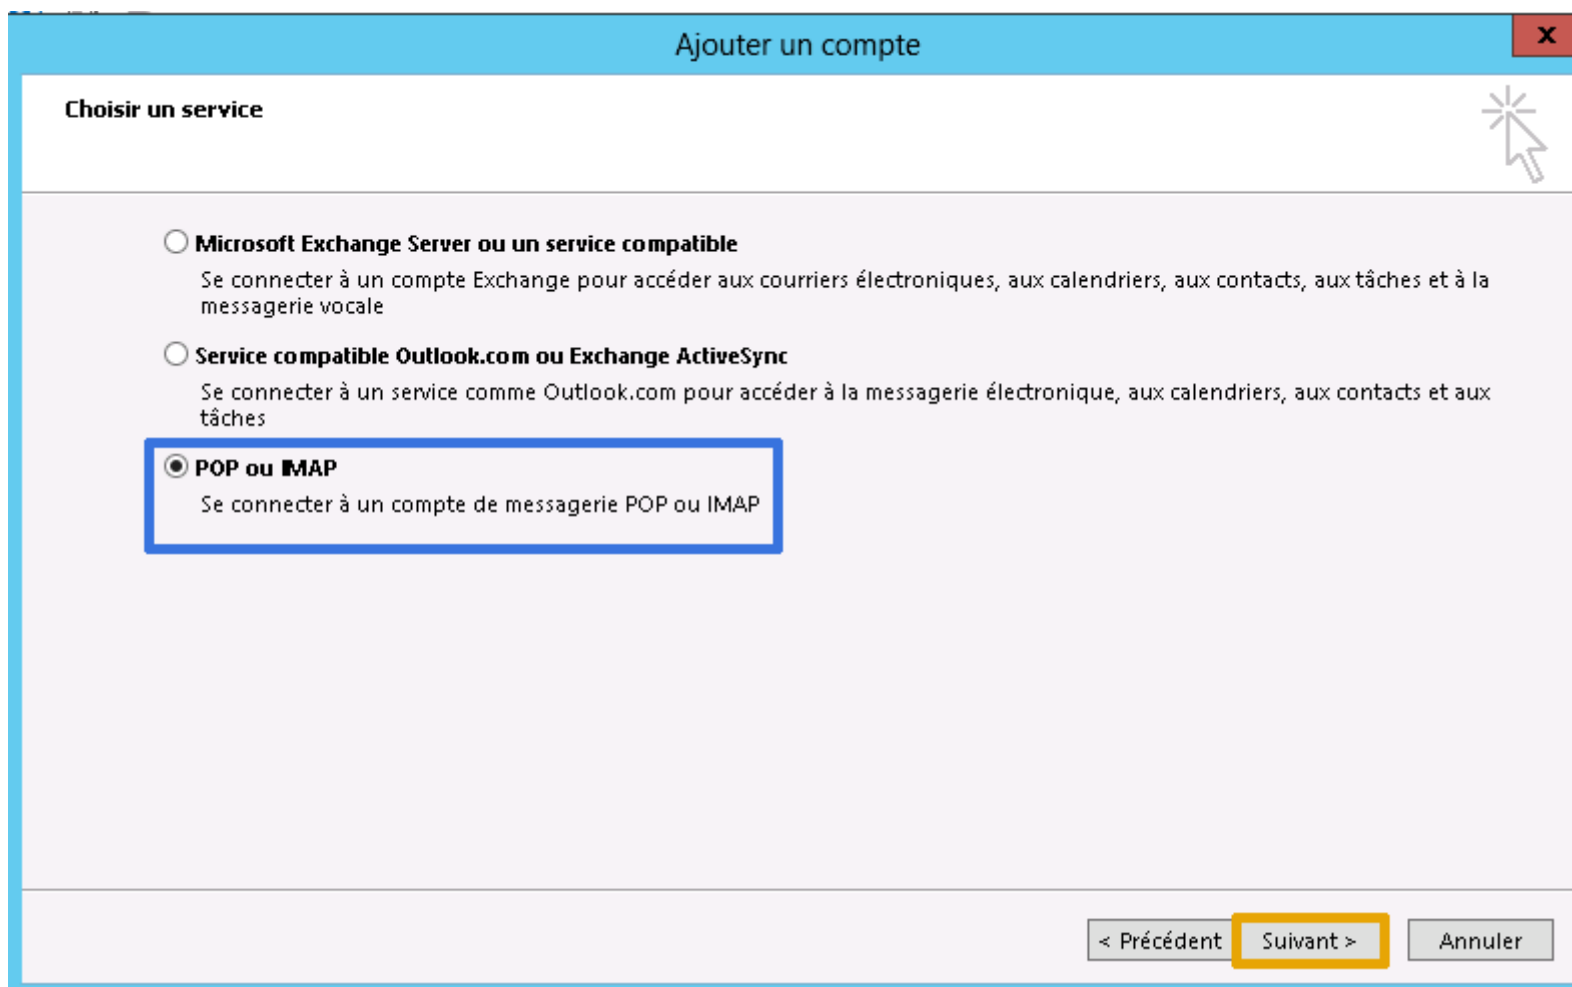 Ajouter un compte
x
Choisir un service
Microsoft Exchange Server ou un service compatible
Se connecter à un compte Exchange pour accéder aux courriers électroniques, aux calendriers, aux contacts, aux tâches et à la
messagerie vocale
Service compatible Outlook.com ou Exchange ActiveSync
Se connecter à un service comme Outlook.com pour accéder à la messagerie électronique, aux calendriers, aux contacts et aux
tâches
POP ou IMAP
Se connecter à un compte de messagerie POP ou IMAP
< Précédent Suivant > Annuler